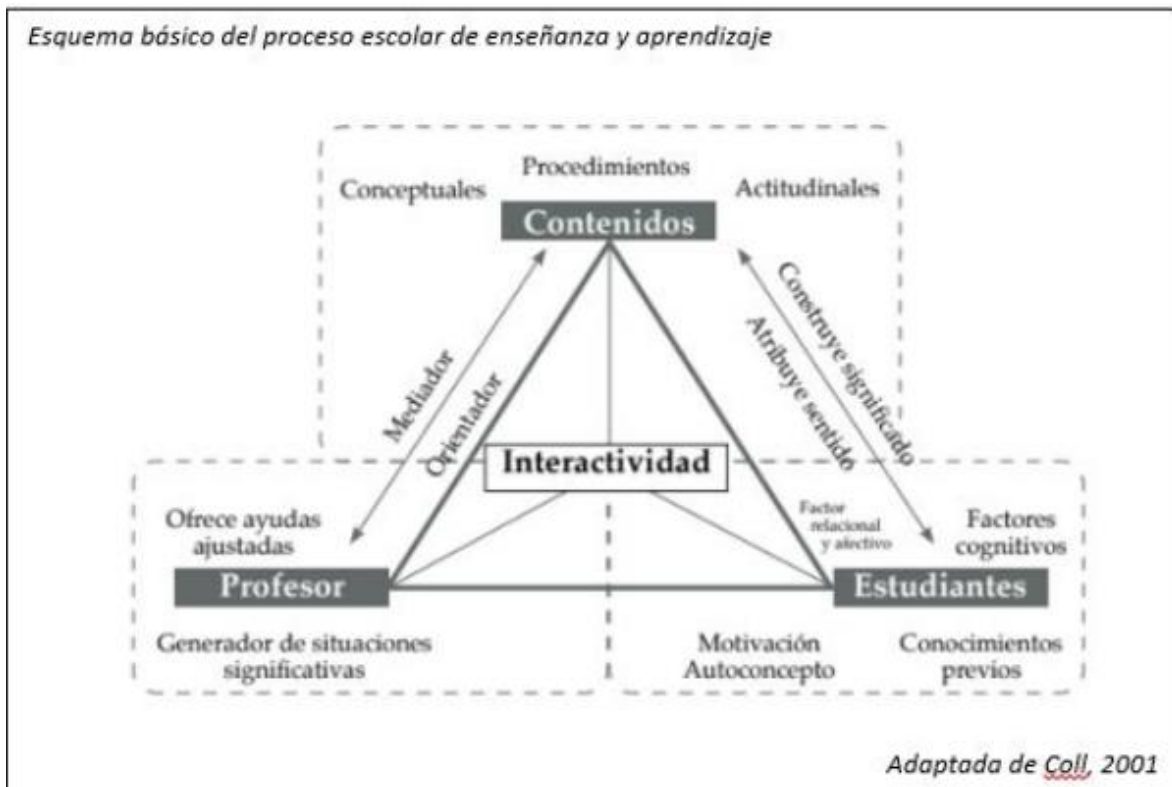 Esquema básico del proceso escolar de enseñanza y aprendizaje
Procedimientos
Conceptuales
Actitudinales
Contenidos
Mediador
Orientador
Construye significado
Atribuye sentido
Interactividad
Ofrece ayudas
ajustadas
Factor
relacional
y afectivo
Factores
cognitivos
Profesor
Estudiantes
Generador de situaciones
significativas
Motivación
Autoconcepto
Conocimientos
previos
Adaptada de Coll, 2001